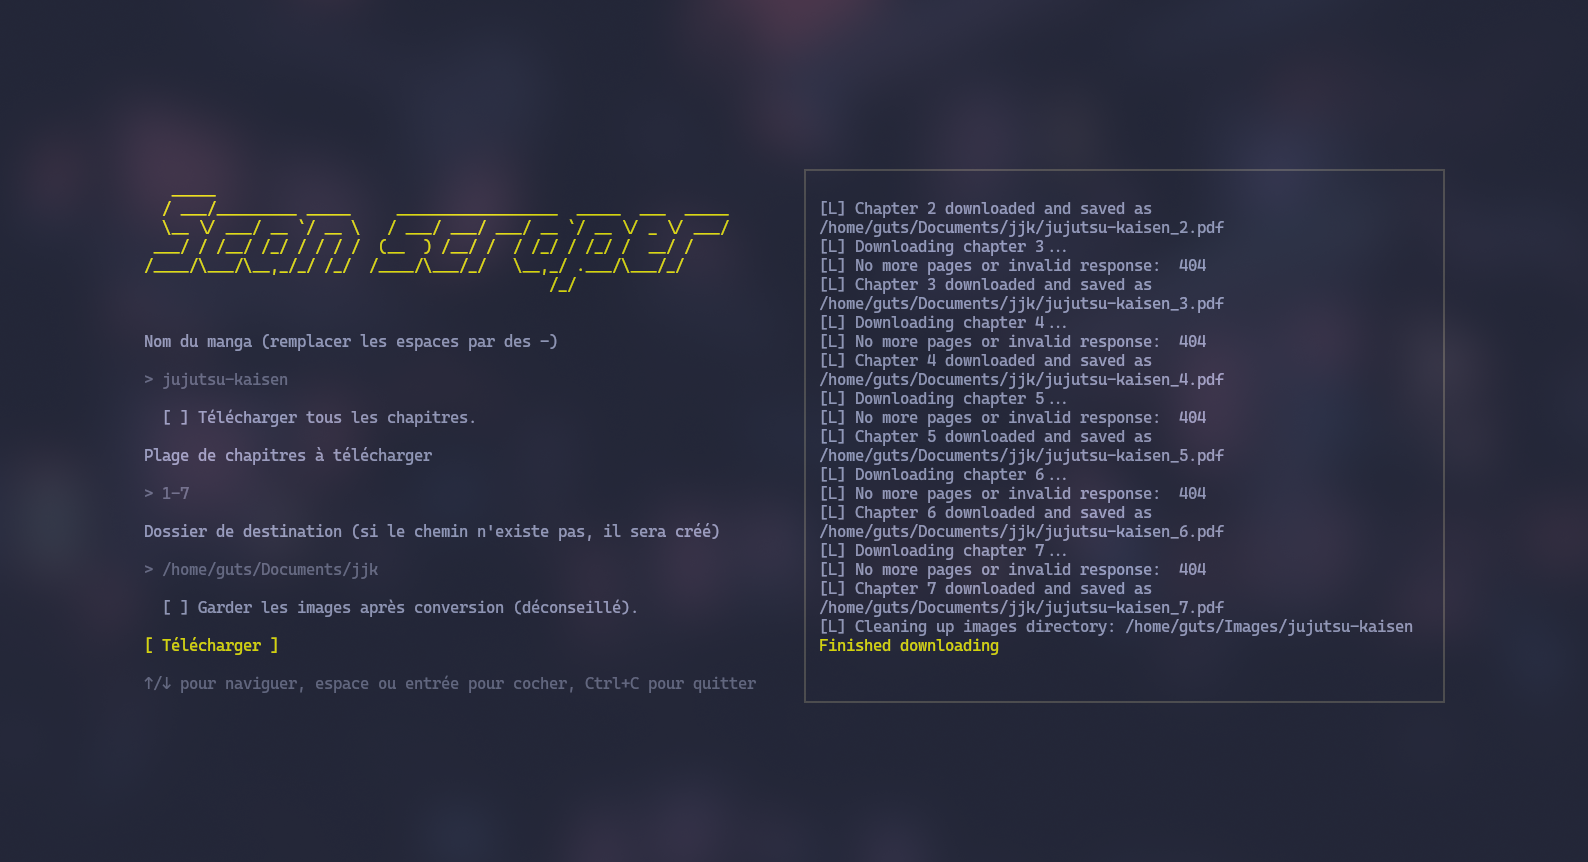 Scan Scraper
Nom du manga (remplacer les espaces par des -)
> jujutsu-kaisen
[ ] Télécharger tous les chapitres.
Plage de chapitres à télécharger
> 1-7
Dossier de destination (si le chemin n'existe pas, il sera créé)
> /home/guts/Documents/jjk
[ ] Garder les images après conversion (déconseillé).
[ Télécharger ]
↑/↓ pour naviguer, espace ou entrée pour cocher, Ctrl+C pour quitter
[L] Chapter 2 downloaded and saved as
/home/guts/Documents/jjk/jujutsu-kaisen_2.pdf
[L] Downloading chapter 3...
[L] No more pages or invalid response:  404
[L] Chapter 3 downloaded and saved as
/home/guts/Documents/jjk/jujutsu-kaisen_3.pdf
[L] Downloading chapter 4...
[L] No more pages or invalid response:  404
[L] Chapter 4 downloaded and saved as
/home/guts/Documents/jjk/jujutsu-kaisen_4.pdf
[L] Downloading chapter 5...
[L] No more pages or invalid response:  404
[L] Chapter 5 downloaded and saved as
/home/guts/Documents/jjk/jujutsu-kaisen_5.pdf
[L] Downloading chapter 6...
[L] No more pages or invalid response:  404
[L] Chapter 6 downloaded and saved as
/home/guts/Documents/jjk/jujutsu-kaisen_6.pdf
[L] Downloading chapter 7...
[L] No more pages or invalid response:  404
[L] Chapter 7 downloaded and saved as
/home/guts/Documents/jjk/jujutsu-kaisen_7.pdf
[L] Cleaning up images directory: /home/guts/Images/jujutsu-kaisen
Finished downloading